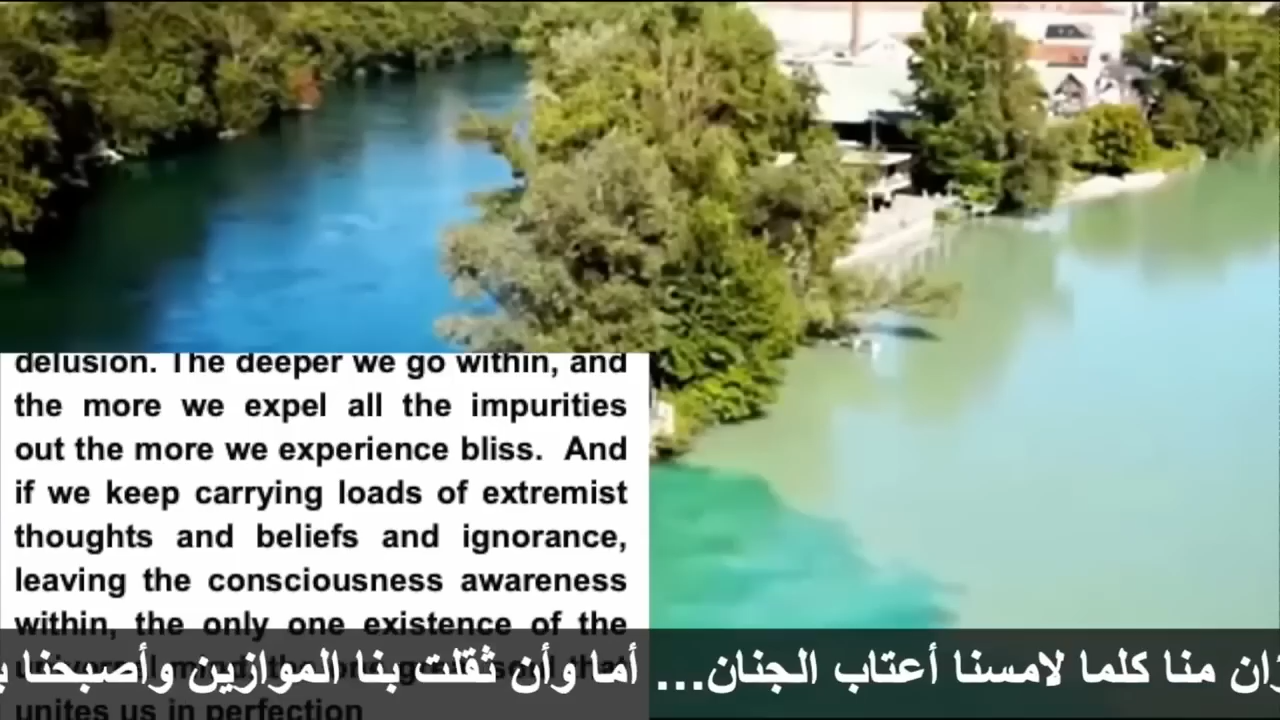 delusion. The deeper we go within, and
the more we expel all the impurities
out the more we experience bliss. And
if we keep carrying loads of extremist
thoughts and beliefs and ignorance,
leaving the consciousness awareness
within, the only one existence of the
unites us in perfection
منا كلما لامسنا أعتاب الجنان... أما وأن ثقلت بنا الموازين وأصبحنا